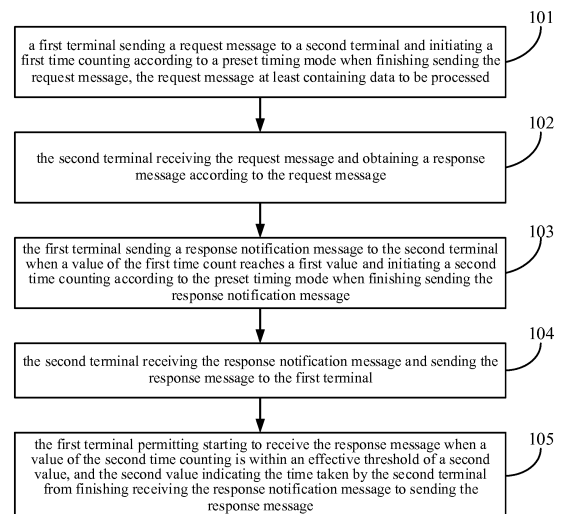 101
a first terminal sending a request message to a second terminal and initiating a
first time counting according to a preset timing mode when finishing sending the
request message, the request message at least containing data to be processed
102
the second terminal receiving the request message and obtaining a response
message according to the request message
103
the first terminal sending a response notification message to the second terminal
when a value of the first time count reaches a first value and initiating a second
time counting according to the preset timing mode when finishing sending the
response notification message
104
the second terminal receiving the response notification message and sending the
response message to the first terminal
105
the first terminal permitting starting to receive the response message when a
value of the second time counting is within an effective threshold of a second
value, and the second value indicating the time taken by the second terminal
from finishing receiving the response notification message to sending the
response message